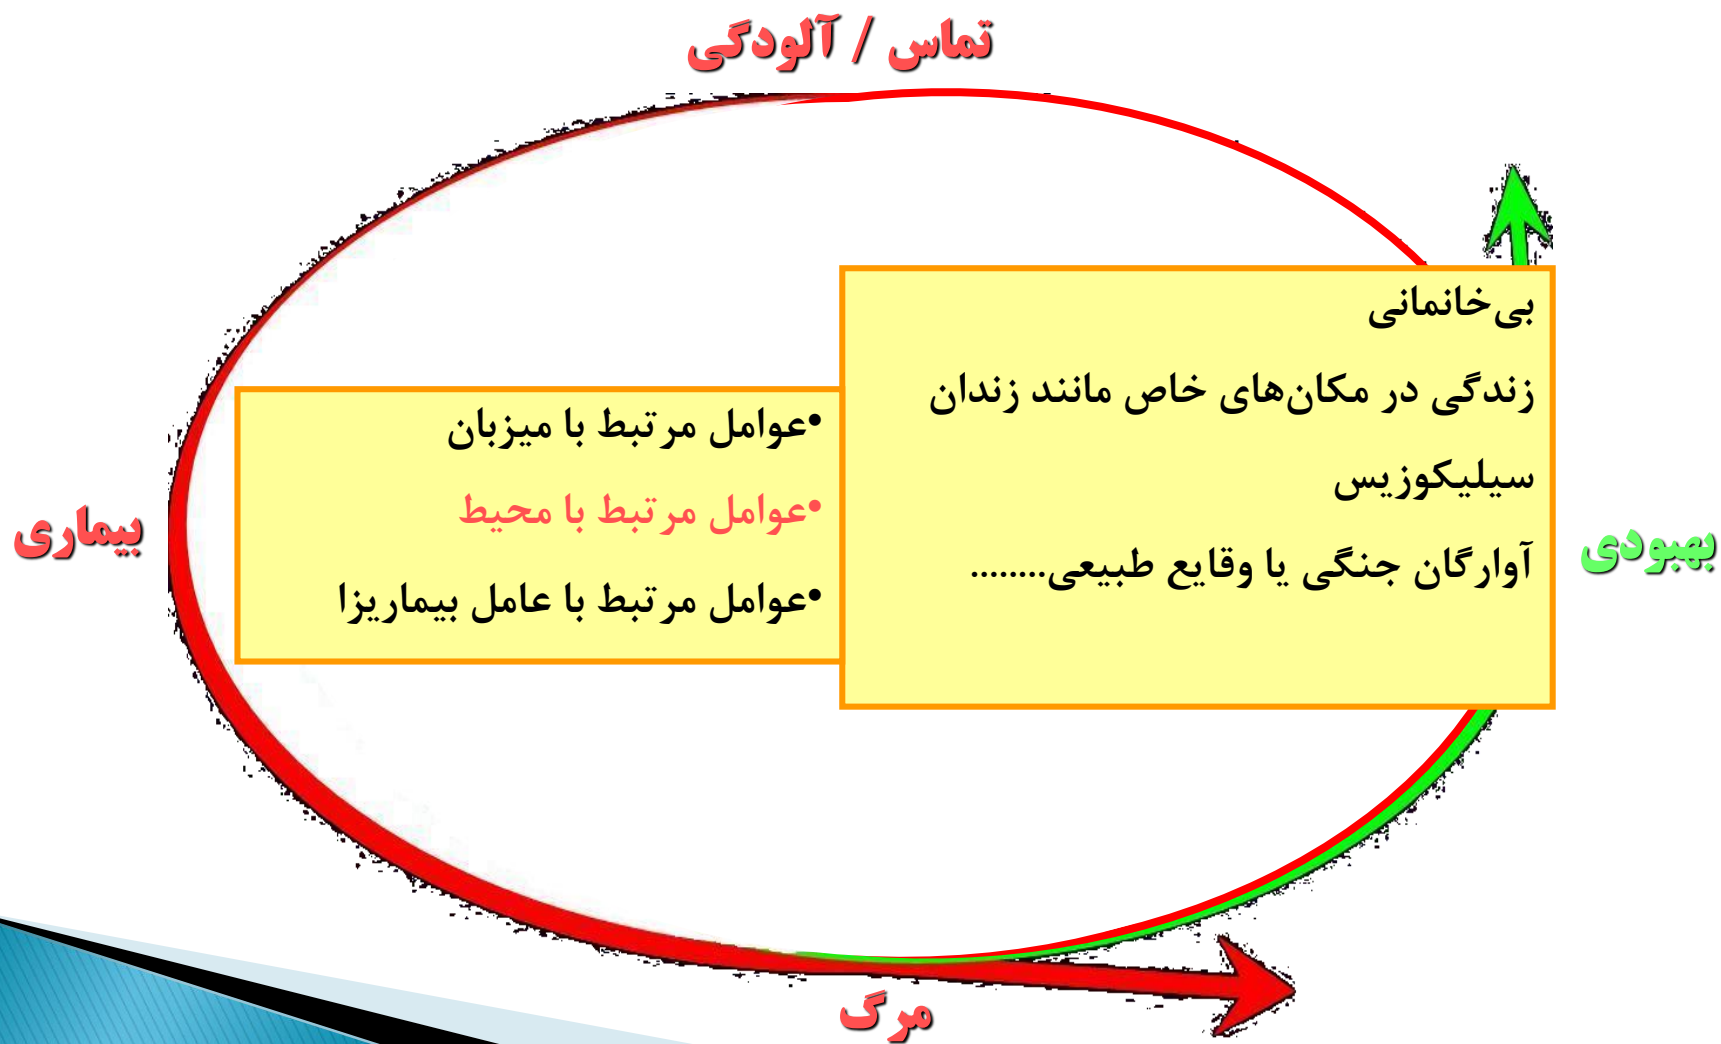 تماس / آلودگی
بی‌خانمانی
زندگی در مکان‌های خاص مانند زندان
سیلیکوزیس
آوارگان جنگی یا وقایع طبیعی........
•عوامل مرتبط با میزبان
•عوامل مرتبط با محیط
•عوامل مرتبط با عامل بیماریزا
بهبودی
بیماری
مرگ